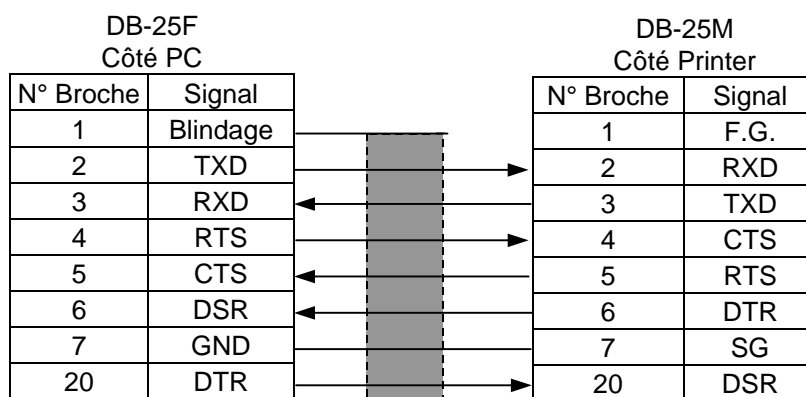 DB-25F
Côté PC
N° Broche Signal
1 Blindage
2 TXD
3 RXD
4 RTS
5 CTS
6 DSR
7 GND
20 DTR
DB-25M
Côté Printer
N° Broche Signal
1 F.G.
2 RXD
3 TXD
4 CTS
5 RTS
6 DTR
7 SG
20 DSR